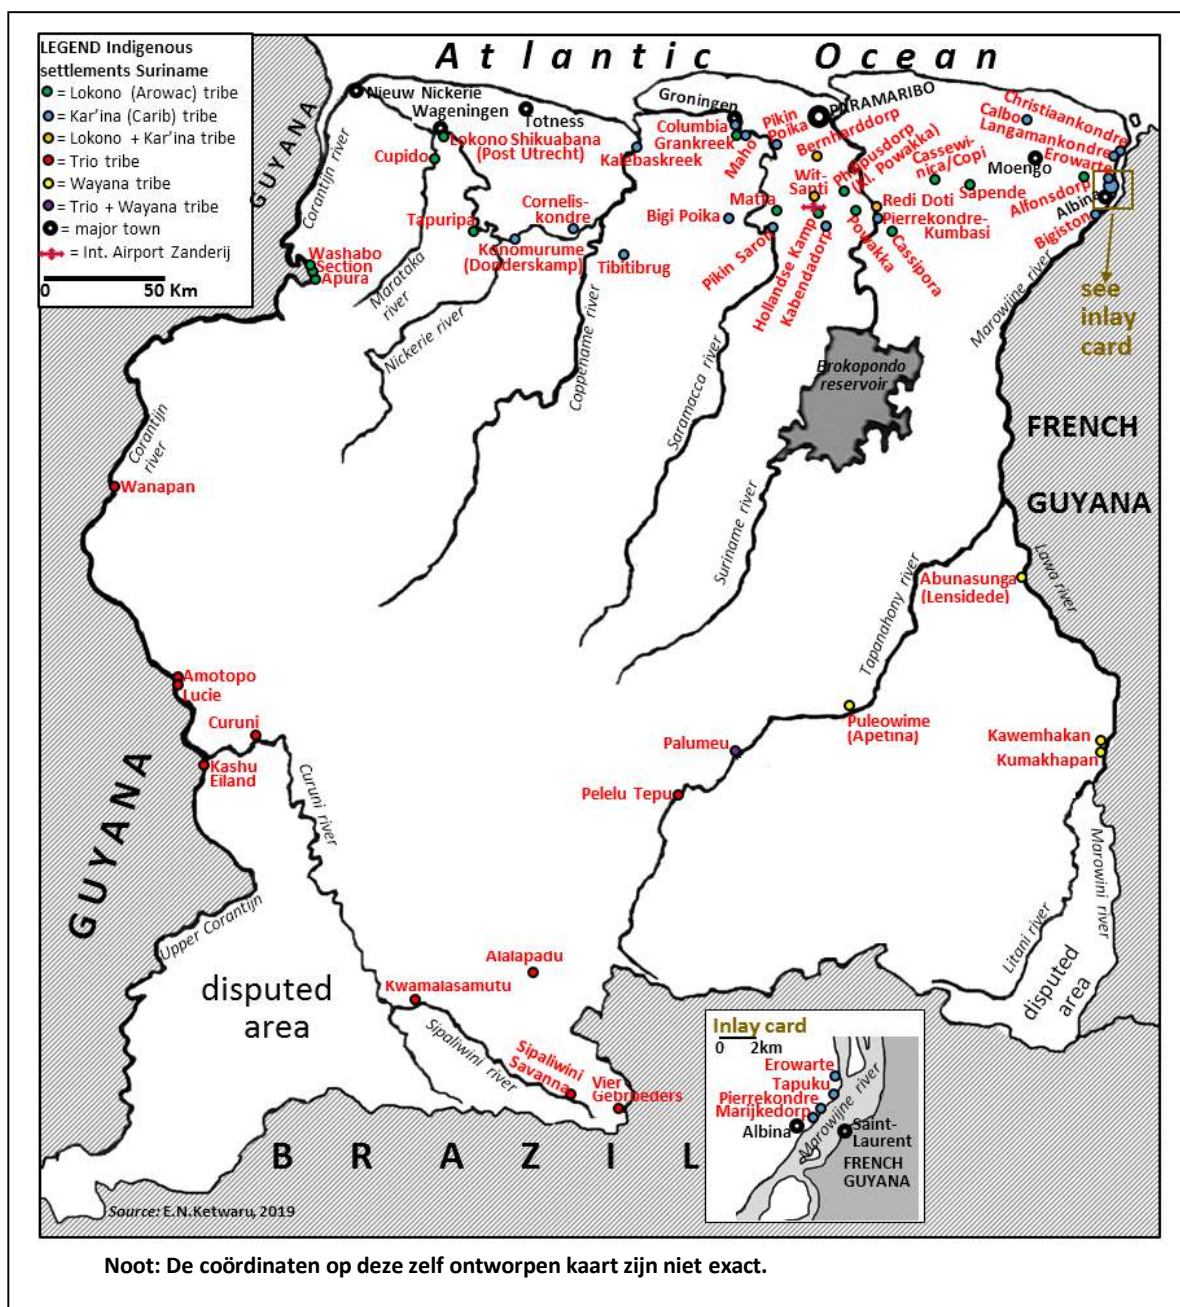 LEGEND Indigenous
settlements Suriname
= Lokono (Arowac) tribe
= Kar'ina (Carib) tribe
= Lokono + Kar'ina tribe
= Trio tribe
= Wayana tribe
= Trio + Wayana tribe
= major town
= Int. Airport Zanderij
0 50 Km
Atlantic Ocean
GUYANA
Corantijn river
Nieuw Nickerie
Wageningen
Totness
Groningen
PARAMARIBO
Lokono Shikuabana
(Post Utrecht)
Cupido
Kalebaskreek
Columbia
Grankreek
Maho
Pikin
Poika
Bernharddorp
Philipusdorp
(Kl. Powakka)
Cassewi-
nica/Copi
Sapende
Moengo
Christiaankondre
Calbo
Langamankondre
Erowarte
Alfonsdorp
Albina
Bigiston
Wit-
Santi
Redi Doti
Pierrekondre-
Kumbasi
Matta
Bigi Poika
Pikin Saron
Hollandse Kamp
Kabendadorp
Powakka
Cassipora
Cornelis-
kondre
Tapuripa
Konomurume
(Donderskamp)
Tibitibrug
Washabo
Section
Apura
Marataka
river
Nickerie river
Coppename river
Saramacca river
Suriname river
Marowijne river
see
inlay
card
Brokopondo
reservoir
FRENCH
GUYANA
Corantijn
river
Wanapan
Tapanahony river
Lawa river
Abunasunga
(Lensidede)
Amotopo
Lucie
Curuni
Kashu
Eiland
Curuni river
Puleowime
(Apetina)
Palumeu
Pelelu Tepu
Kawemhakan
Kumakhapan
GUYANA
Upper Corantijn
disputed
area
Alalapadu
Kwamalasamutu
Sipaliwini river
Sipaliwini
Savanna
Vier
Gebroeders
Litani river
Marowini river
disputed
area
BRAZIL
Inlay card
0 2km
Erowarte
Tapuku
Pierrekondre
Marijkedorp
Albina
Marowijne river
Saint-
Laurent
FRENCH
GUYANA
Source: E.N.Ketwaru, 2019
Noot: De coördinaten op deze zelf ontworpen kaart zijn niet exact.